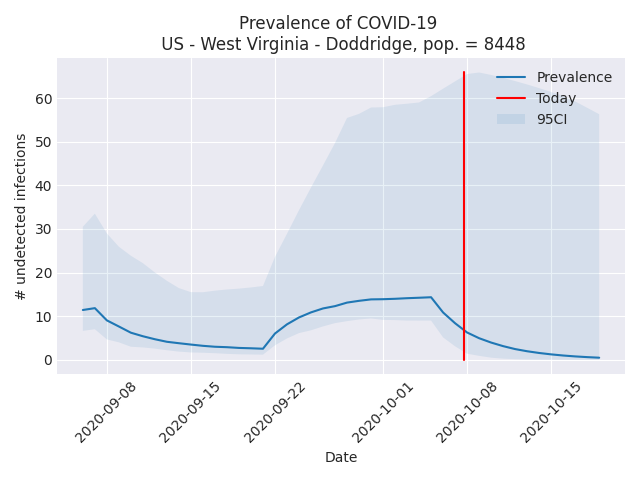 Prevalence of COVID-19
US - West Virginia - Doddridge, pop. = 8448
Prevalence
Today
95CI
60
50
40
30
20
10
0
# undetected infections
2020-09-08
2020-09-15
2020-09-22
2020-10-01
2020-10-08
2020-10-15
Date